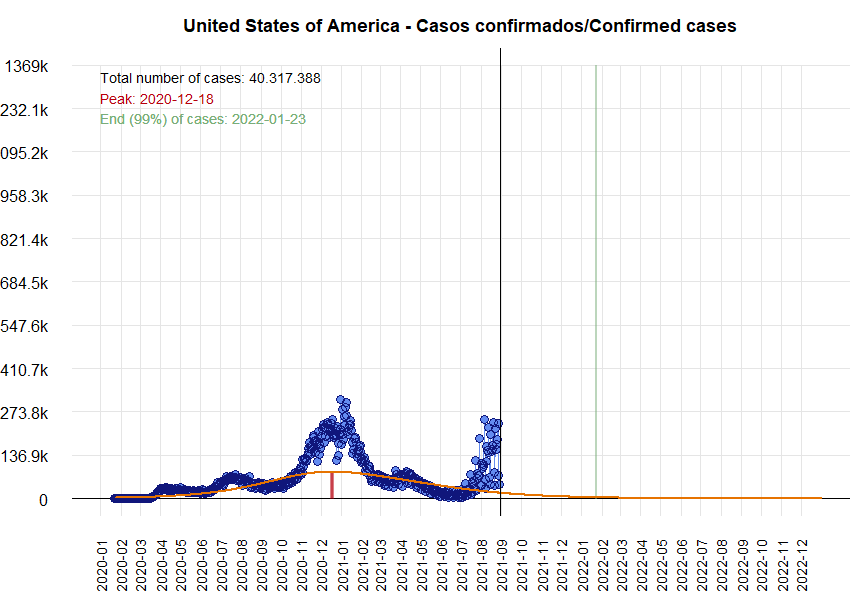 United States of America - Casos confirmados/Confirmed cases
1369k
232.1k
095.2k
958.3k
821.4k
684.5k
547.6k
410.7k
273.8k
136.9k
0
Total number of cases: 40.317.388
Peak: 2020-12-18
End (99%) of cases: 2022-01-23
2020-01
2020-02
2020-03
2020-04
2020-05
2020-06
2020-07
2020-08
2020-09
2020-10
2020-11
2020-12
2021-01
2021-02
2021-03
2021-04
2021-05
2021-06
2021-07
2021-08
2021-09
2021-10
2021-11
2021-12
2022-01
2022-02
2022-03
2022-04
2022-05
2022-06
2022-07
2022-08
2022-09
2022-10
2022-11
2022-12